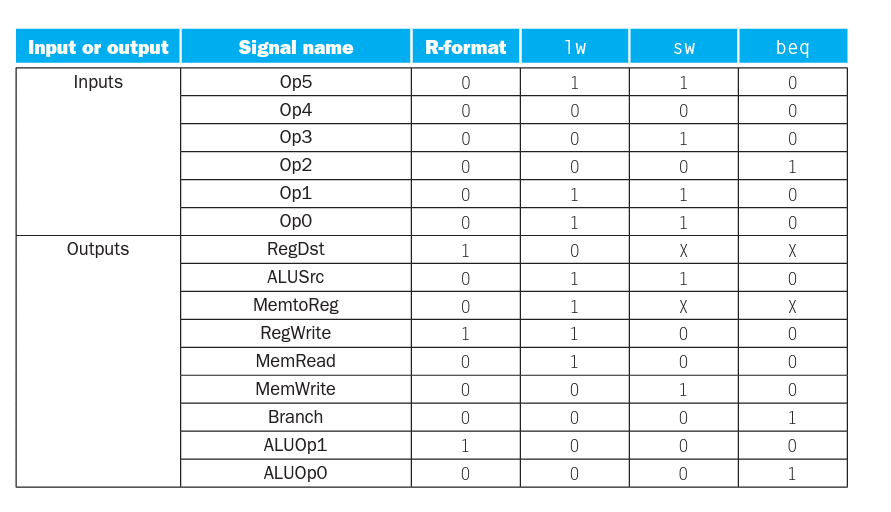 Input or output Signal name R-format lw sw beq
Inputs Op5 0 1 1 0
Op4 0 0 0 0
Op3 0 0 1 0
Op2 0 0 0 1
Op1 0 1 1 0
Op0 0 1 1 0
Outputs RegDst 1 0 X X
ALUSrc 0 1 1 0
MemtoReg 0 1 X X
RegWrite 1 1 0 0
MemRead 0 1 0 0
MemWrite 0 0 1 0
Branch 0 0 0 1
ALUOp1 1 0 0 0
ALUOp0 0 0 0 1